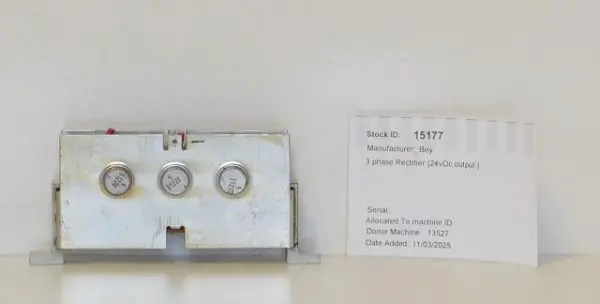 Stock ID: 15177
Manufacturer: Boy
3 phase Rectifier (24vDc output )
Serial:
Allocated To machine ID:
Donor Machine: 13527
Date Added: 11/03/2025